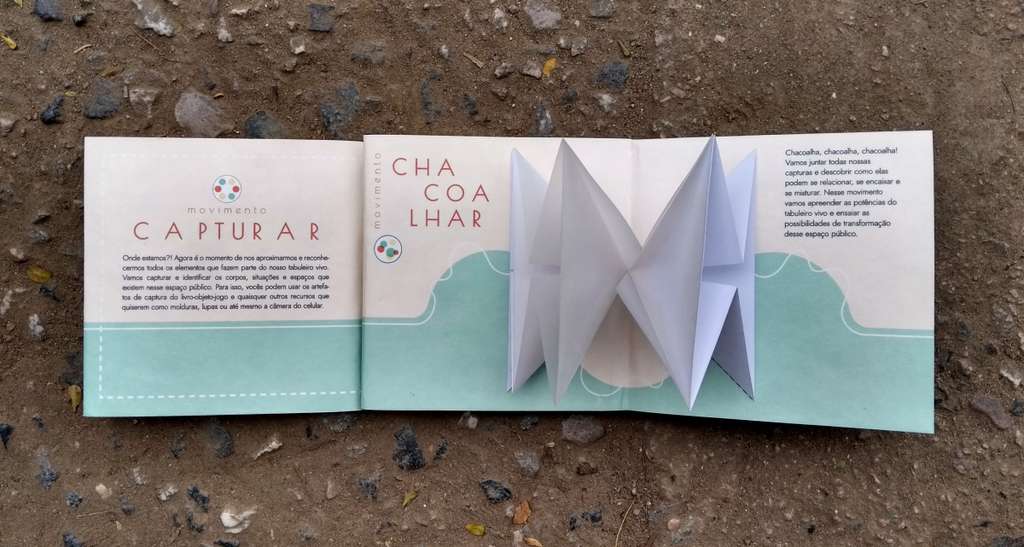 movimento
CAPTURAR
Onde estamos?! Agora é o momento de nos aproximarmos e reconhe-
cermos todos os elementos que fazem parte do nosso tabuleiro vivo.
Vamos capturar e identificar os corpos, situações e espaços que
existem nesse espaço público. Para isso, vocês podem usar os artefa-
tos de captura do livro-objeto-jogo e quaisquer outros recursos que
quiserem como molduras, lupas ou até mesmo a câmera do celular.
movimento
CHA
COA
LHAR
Chacoalha, chacoalha, chacoalha!
Vamos juntar todas nossas
capturas e descobrir como elas
podem se relacionar, se encaixar e
se misturar. Nesse movimento
vamos apreender as potências do
tabuleiro vivo e ensaiar as
possibilidades de transformação
desse espaço público.